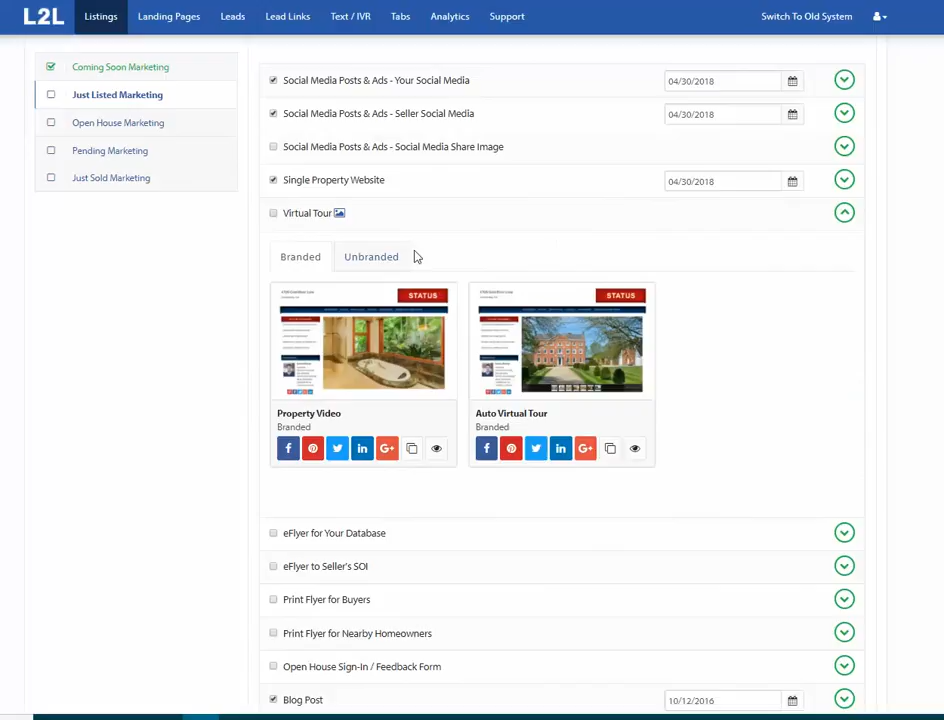 L2L
Listings
Landing Pages
Leads
Lead Links
Text / IVR
Tabs
Analytics
Support
Switch To Old System
Coming Soon Marketing
Just Listed Marketing
Open House Marketing
Pending Marketing
Just Sold Marketing
Social Media Posts & Ads - Your Social Media
04/30/2018
Social Media Posts & Ads - Seller Social Media
04/30/2018
Social Media Posts & Ads - Social Media Share Image
Single Property Website
04/30/2018
Virtual Tour
Branded
Unbranded
STATUS
STATUS
Property Video
Branded
Auto Virtual Tour
Branded
f
in
G+
f
in
G+
eFlyer for Your Database
eFlyer to Seller's SOI
Print Flyer for Buyers
Print Flyer for Nearby Homeowners
Open House Sign-In / Feedback Form
Blog Post
10/12/2016